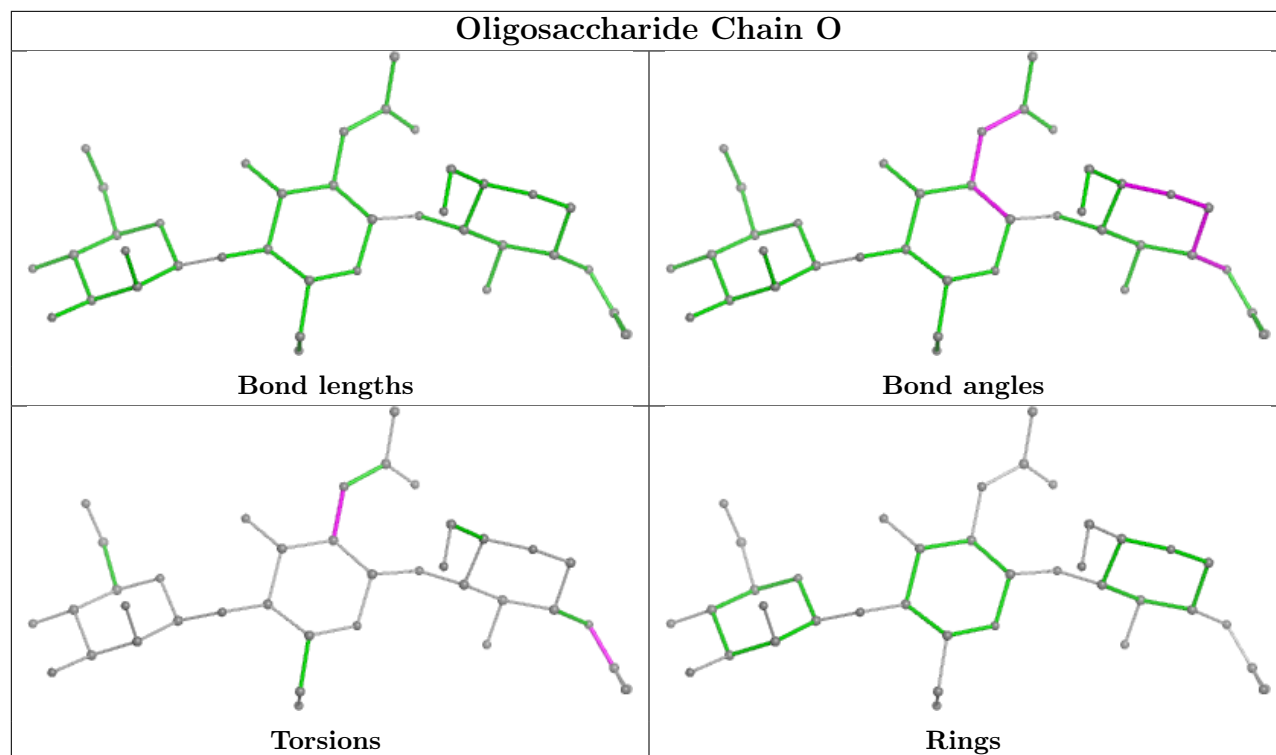 Oligosaccharide Chain O
Bond lengths
Bond angles
Torsions
Rings